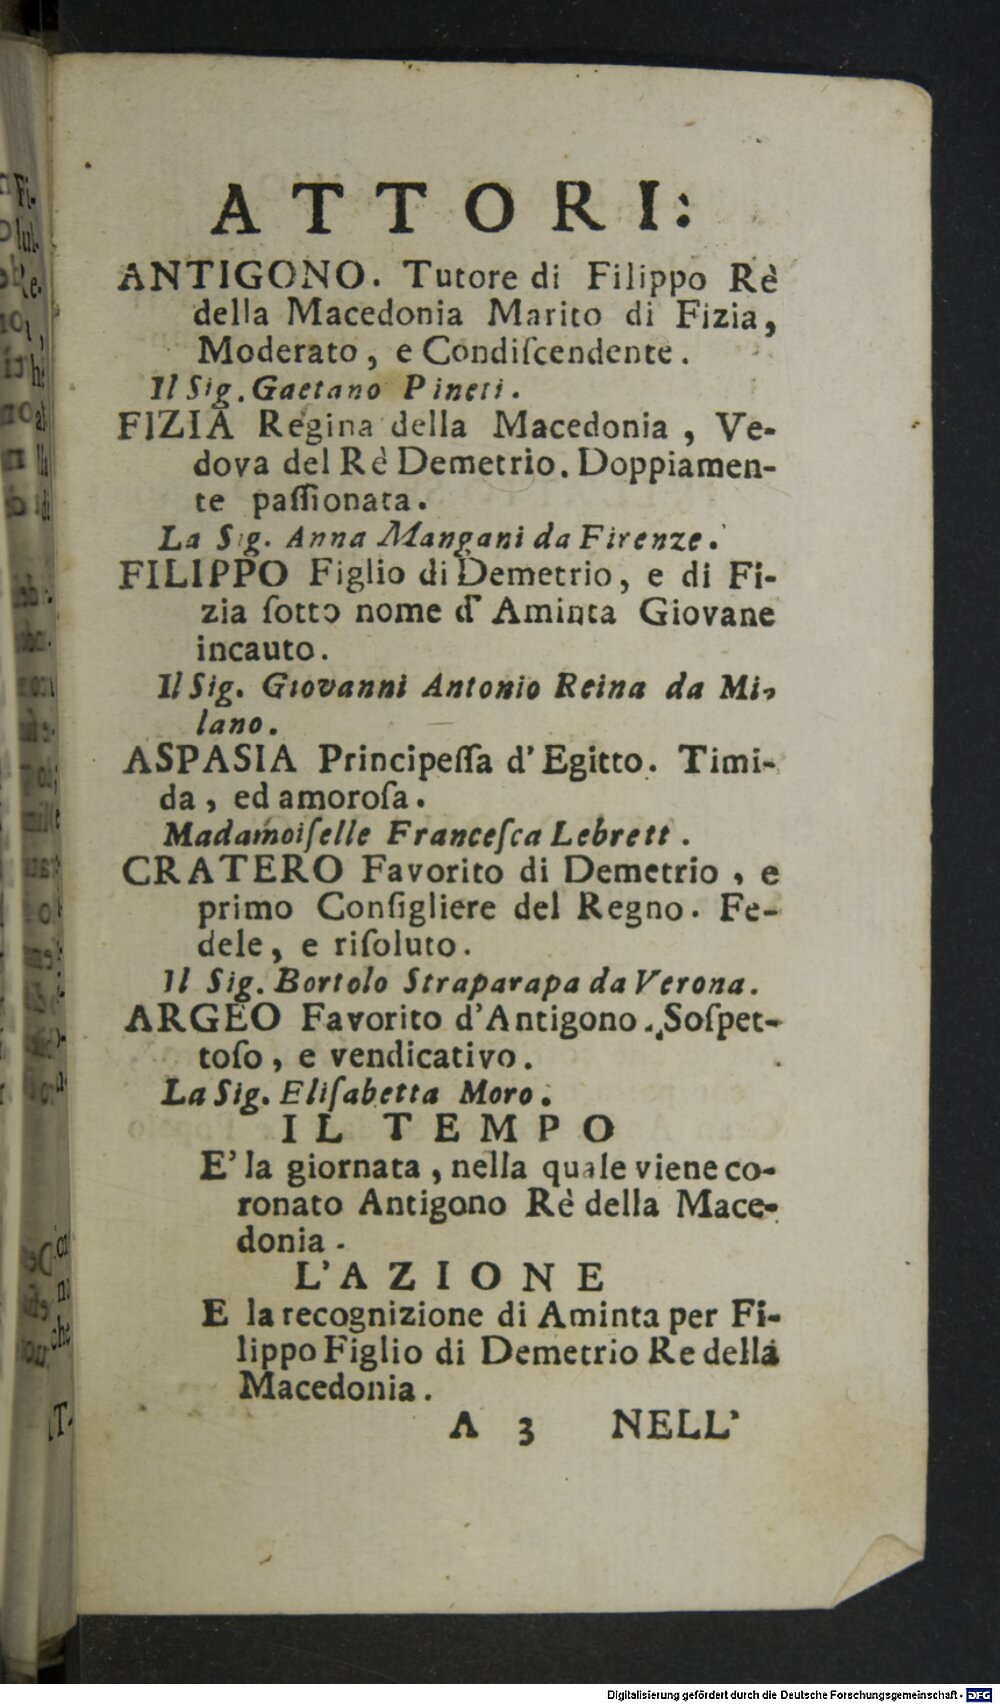 ATTORI:
ANTIGONO. Tutore di Filippo Rè
della Macedonia Marito di Fizia,
Moderato, e Condiſcendente.
Il Sig. Gaetano Pineti.
FIZIA Regina della Macedonia, Ve-
dova del Rè Demetrio. Doppiamen-
te paſſionata.
La Sig. Anna Mangani da Firenze.
FILIPPO Figlio di Demetrio, e di Fi-
zia ſotto nome d' Aminta Giovane
incauto.
Il Sig. Giovanni Antonio Reina da Mi-
lano.
ASPASIA Principeſſa d' Egitto. Timi-
da, ed amoroſa.
Madamoiſelle Franceſca Lebrett.
CRATERO Favorito di Demetrio, e
primo Conſigliere del Regno. Fe-
dele, e riſoluto.
Il Sig. Bortolo Straparapa da Verona.
ARGEO Favorito d'Antigono. Soſpet-
toſo, e vendicativo.
La Sig. Eliſabetta Moro.
IL TEMPO
E' la giornata, nella quale viene co-
ronato Antigono Rè della Mace-
donia.
L'AZIONE
E la recognizione di Aminta per Fi-
lippo Figlio di Demetrio Re della
Macedonia.
A 3 NELL'
Digitalisierung gefördert durch die Deutsche Forschungsgemeinschaft - DFG